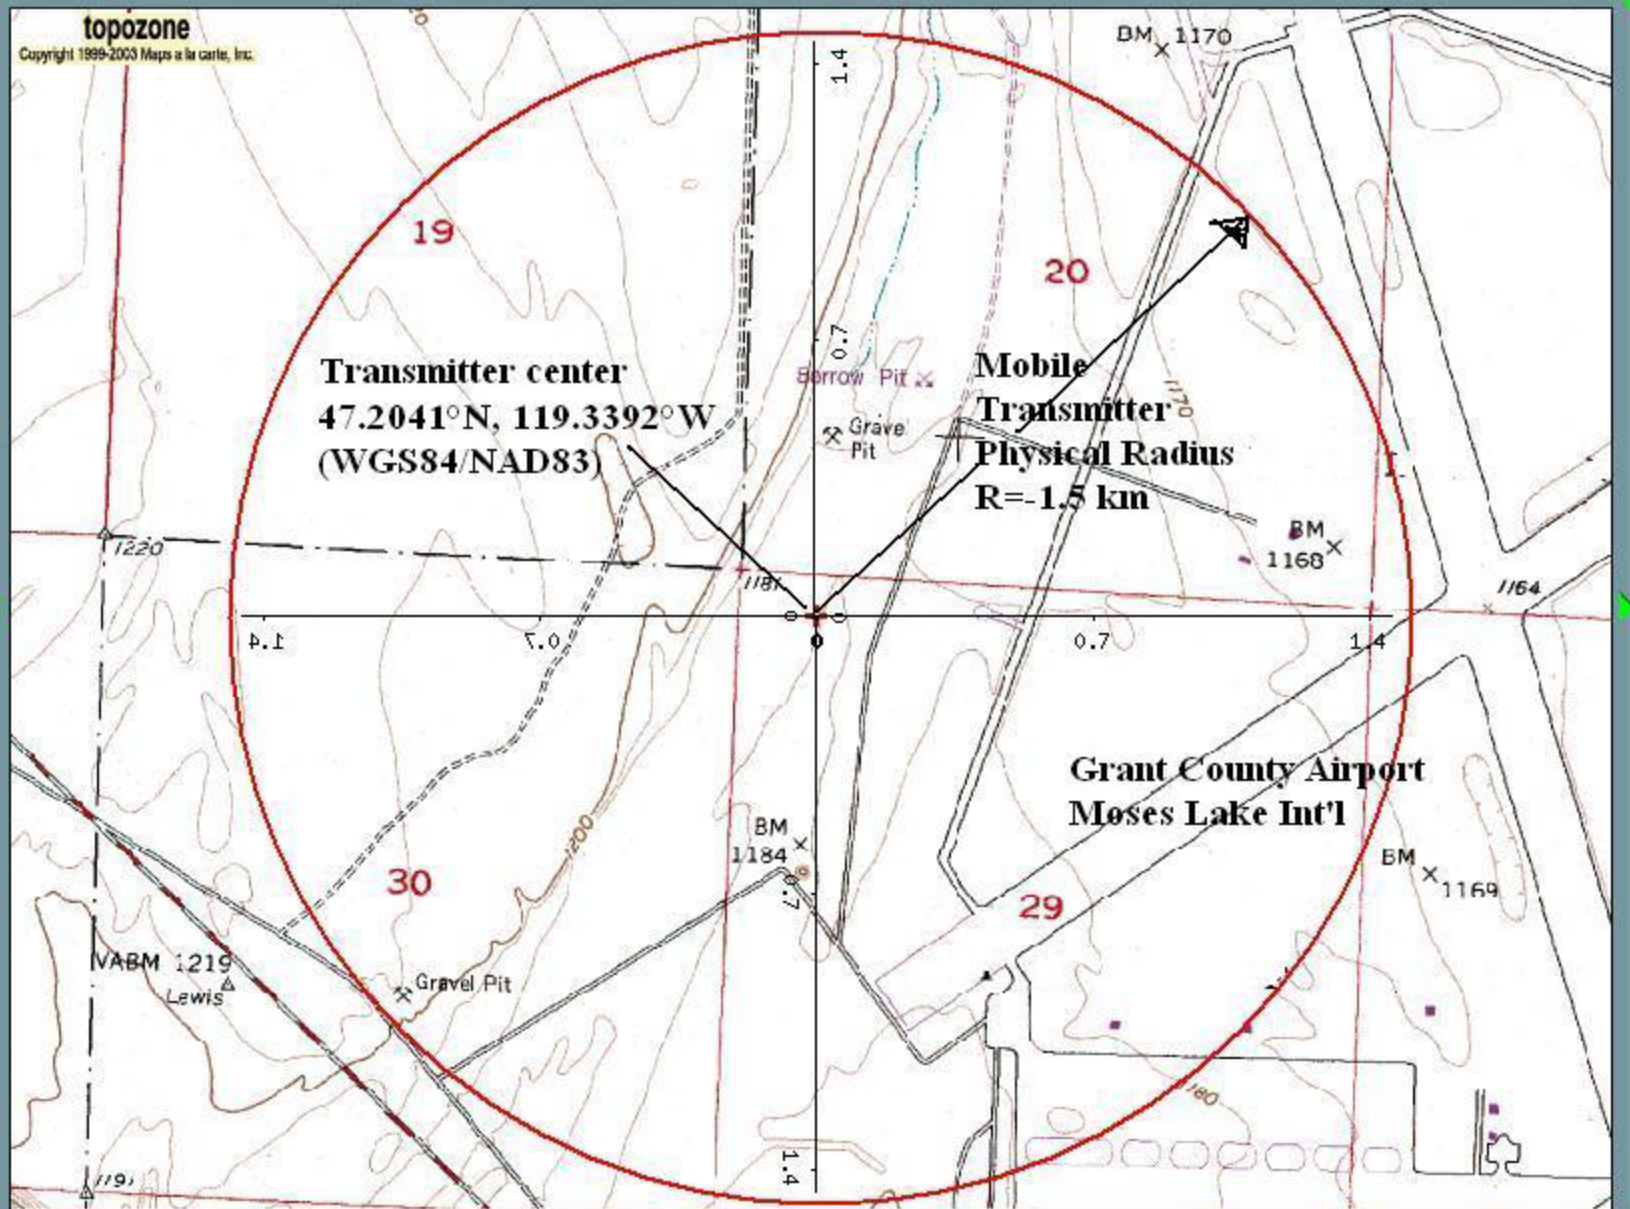 topozone
Copyright 1999-2003 Maps a la carte, Inc.
BM 1170
1.4
19
20
0.7
Transmitter center
47.2041°N, 119.3392°W
(WGS84/NAD83)
Borrow Pit
Mobile
Transmitter
Physical Radius
R=-1.5 km
1170
Grave
Pit
BM
1168
1220
1181
1164
0
0
1.4
0.7
0
0.7
1.4
Grant County Airport
Moses Lake Int'l
1200
BM
1184
0.7
BM
1169
30
29
VABM 1219
Lewis
Gravel Pit
1180
1.4
1191